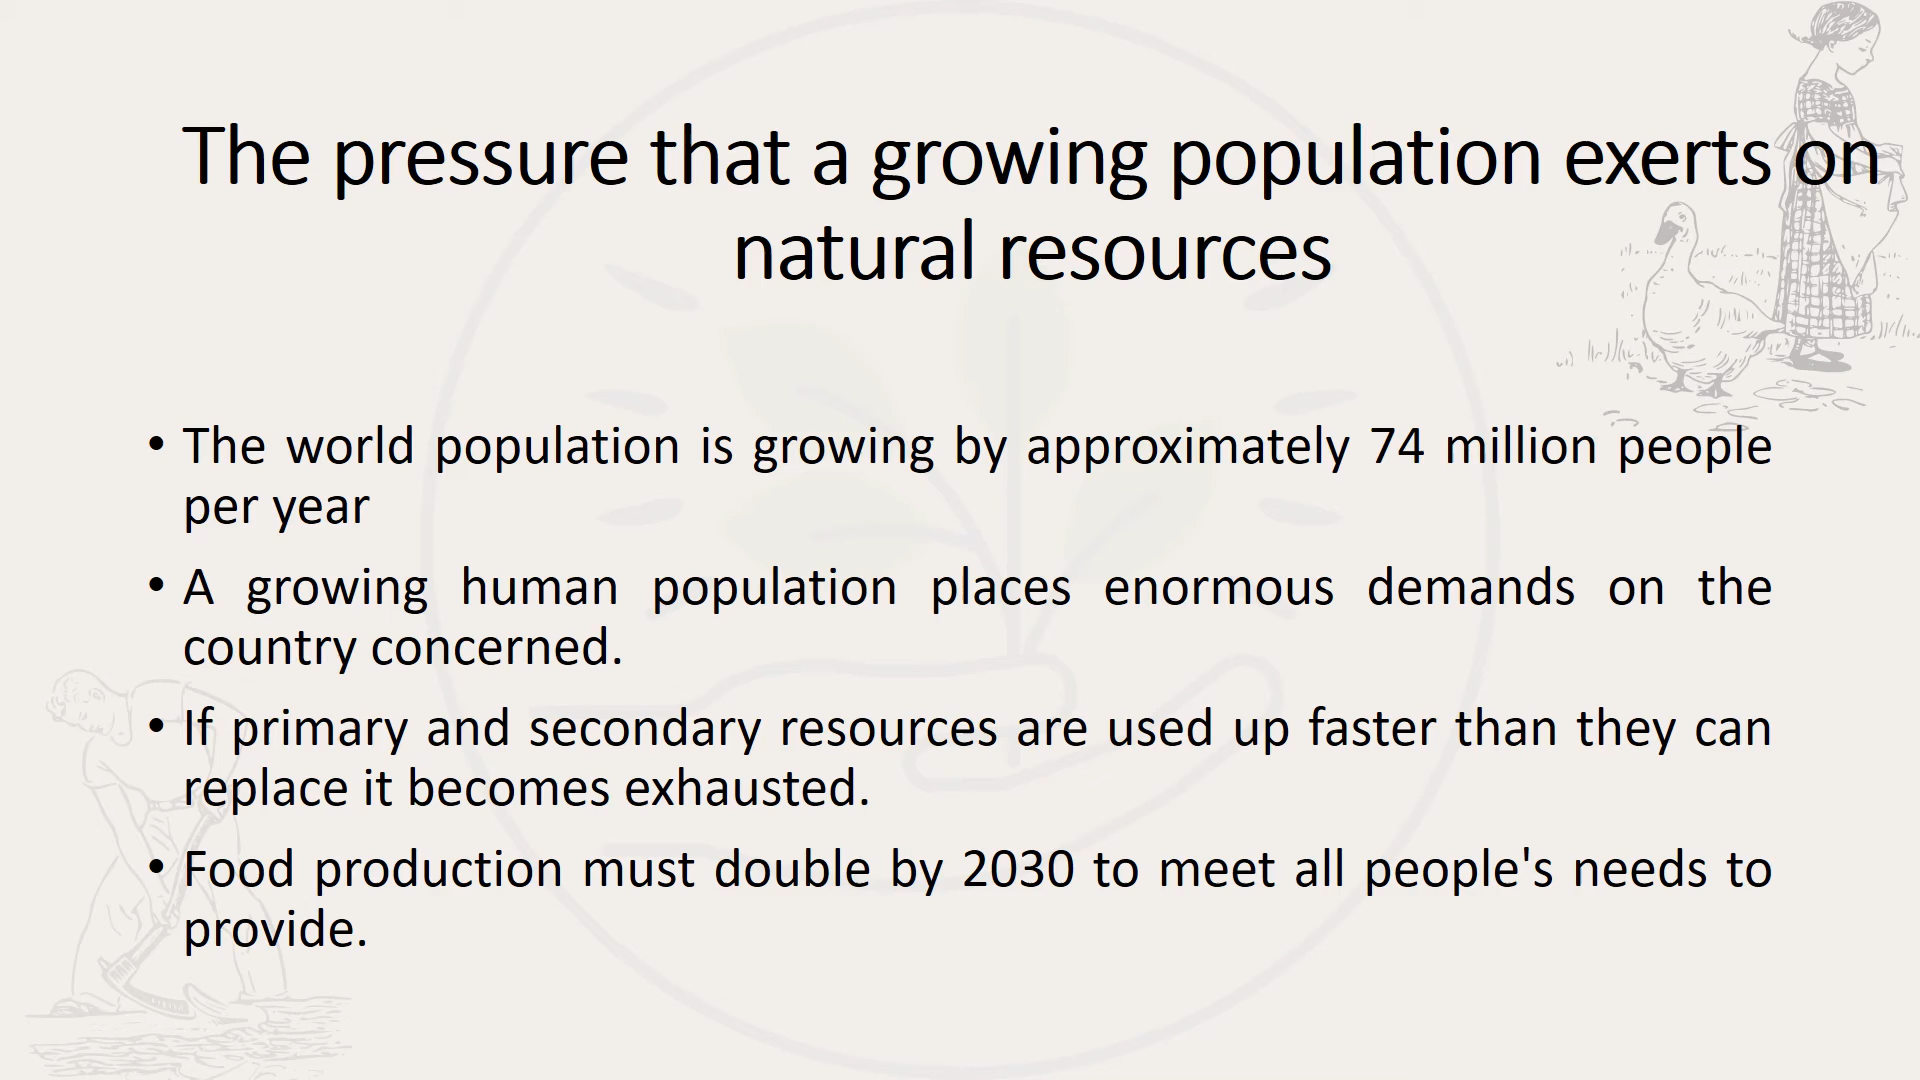 The pressure that a growing population exerts on
natural resources
• The world population is growing by approximately 74 million people
per year
• A growing human population places enormous demands on the
country concerned.
• If primary and secondary resources are used up faster than they can
replace it becomes exhausted.
• Food production must double by 2030 to meet all people's needs to
provide.